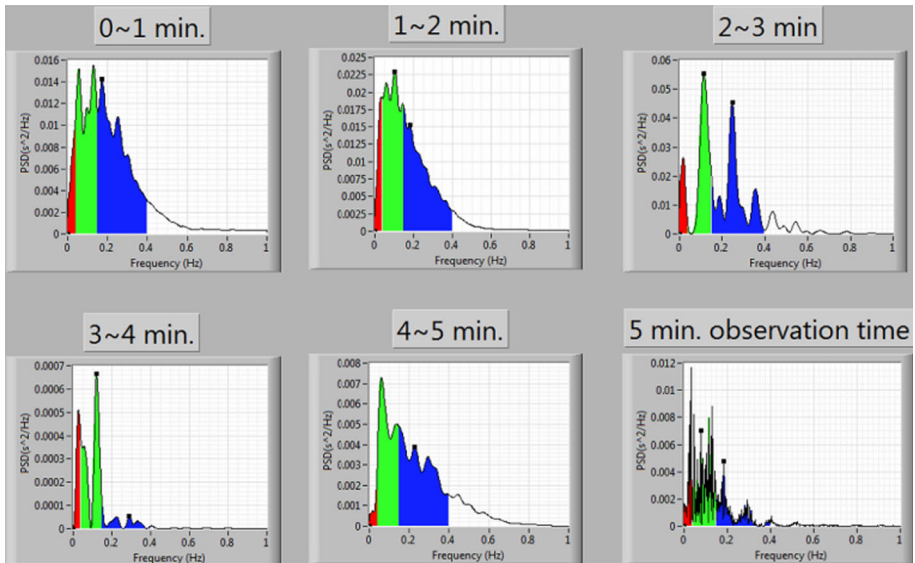 0~1 min.
1~2 min.
2~3 min
0.016
0.014
0.012
0.01
0.008
0.006
0.004
0.002
0
PSD(s^2/Hz)
0 0.2 0.4 0.6 0.8 1
Frequency (Hz)
0.025
0.0225
0.02
0.0175
0.015
0.0125
0.01
0.0075
0.005
0.0025
0
PSD(s^2/Hz)
0 0.2 0.4 0.6 0.8 1
Frequency (Hz)
0.06
0.05
0.04
0.03
0.02
0.01
0
PSD(s^2/Hz)
0 0.2 0.4 0.6 0.8 1
Frequency (Hz)
3~4 min.
4~5 min.
5 min. observation time
0.0007
0.0006
0.0005
0.0004
0.0003
0.0002
0.0001
0
PSD(s^2/Hz)
0 0.2 0.4 0.6 0.8 1
Frequency (Hz)
0.008
0.007
0.006
0.005
0.004
0.003
0.002
0.001
0
PSD(s^2/Hz)
0 0.2 0.4 0.6 0.8 1
Frequency (Hz)
0.012
0.01
0.008
0.006
0.004
0.002
0
PSD(s^2/Hz)
0 0.2 0.4 0.6 0.8 1
Frequency (Hz)